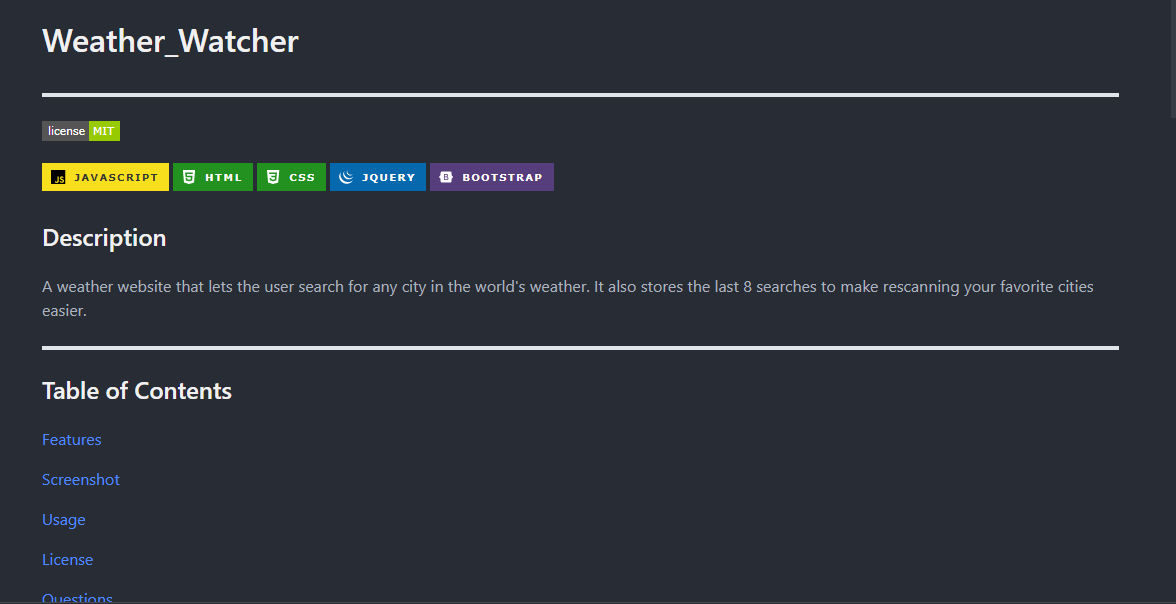 Weather_Watcher
license MIT
JAVASCRIPT HTML CSS JQUERY BOOTSTRAP
Description
A weather website that lets the user search for any city in the world's weather. It also stores the last 8 searches to make rescanning your favorite cities
easier.
Table of Contents
Features
Screenshot
Usage
License
Questions